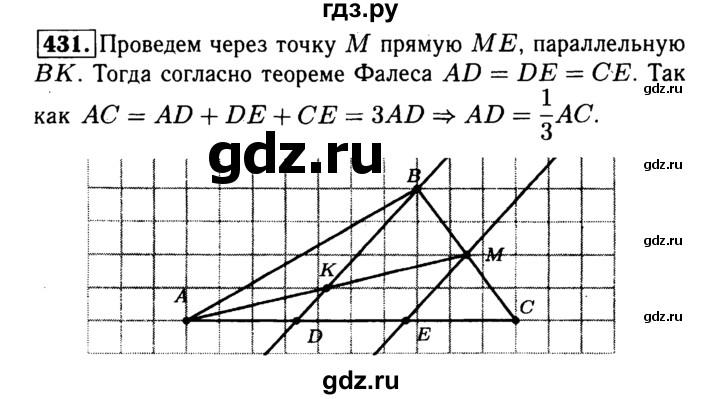 гдз.ру
431. Проведем через точку M прямую ME, параллельную
BK. Тогда согласно теореме Фалеса AD = DE = CE. Так
gdz.ru
как AC = AD + DE + CE = 3AD ⇒ AD = 1/3 AC.
gdz.ru
gdz.ru
gdz.ru
B
K
M
gdz.ru
A
C
D
E
gdz.ru
gdz.ru